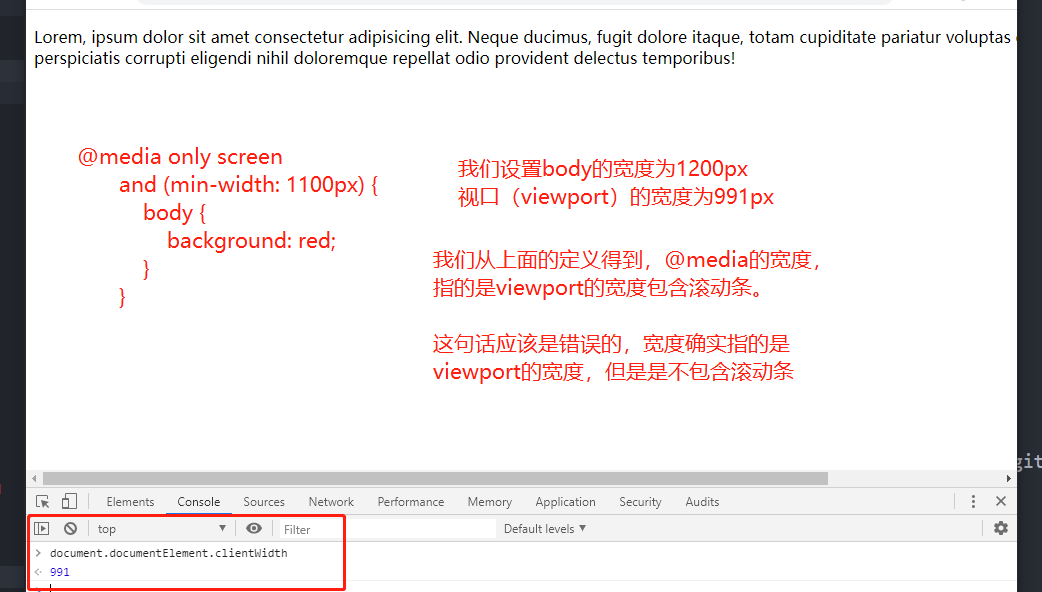 Lorem, ipsum dolor sit amet consectetur adipisicing elit. Neque ducimus, fugit dolore itaque, totam cupiditate pariatur voluptas
perspiciatis corrupti eligendi nihil doloremque repellat odio provident delectus temporibus!
@media only screen
and (min-width: 1100px) {
body {
background: red;
}
}
我们设置body的宽度为1200px
视口（viewport）的宽度为991px
我们从上面的定义得到，@media的宽度，
指的是viewport的宽度包含滚动条。
这句话应该是错误的，宽度确实指的是
viewport的宽度，但是是不包含滚动条
git
Elements Console Sources Network Performance Memory Application Security Audits
top Filter Default levels
document.documentElement.clientWidth
991